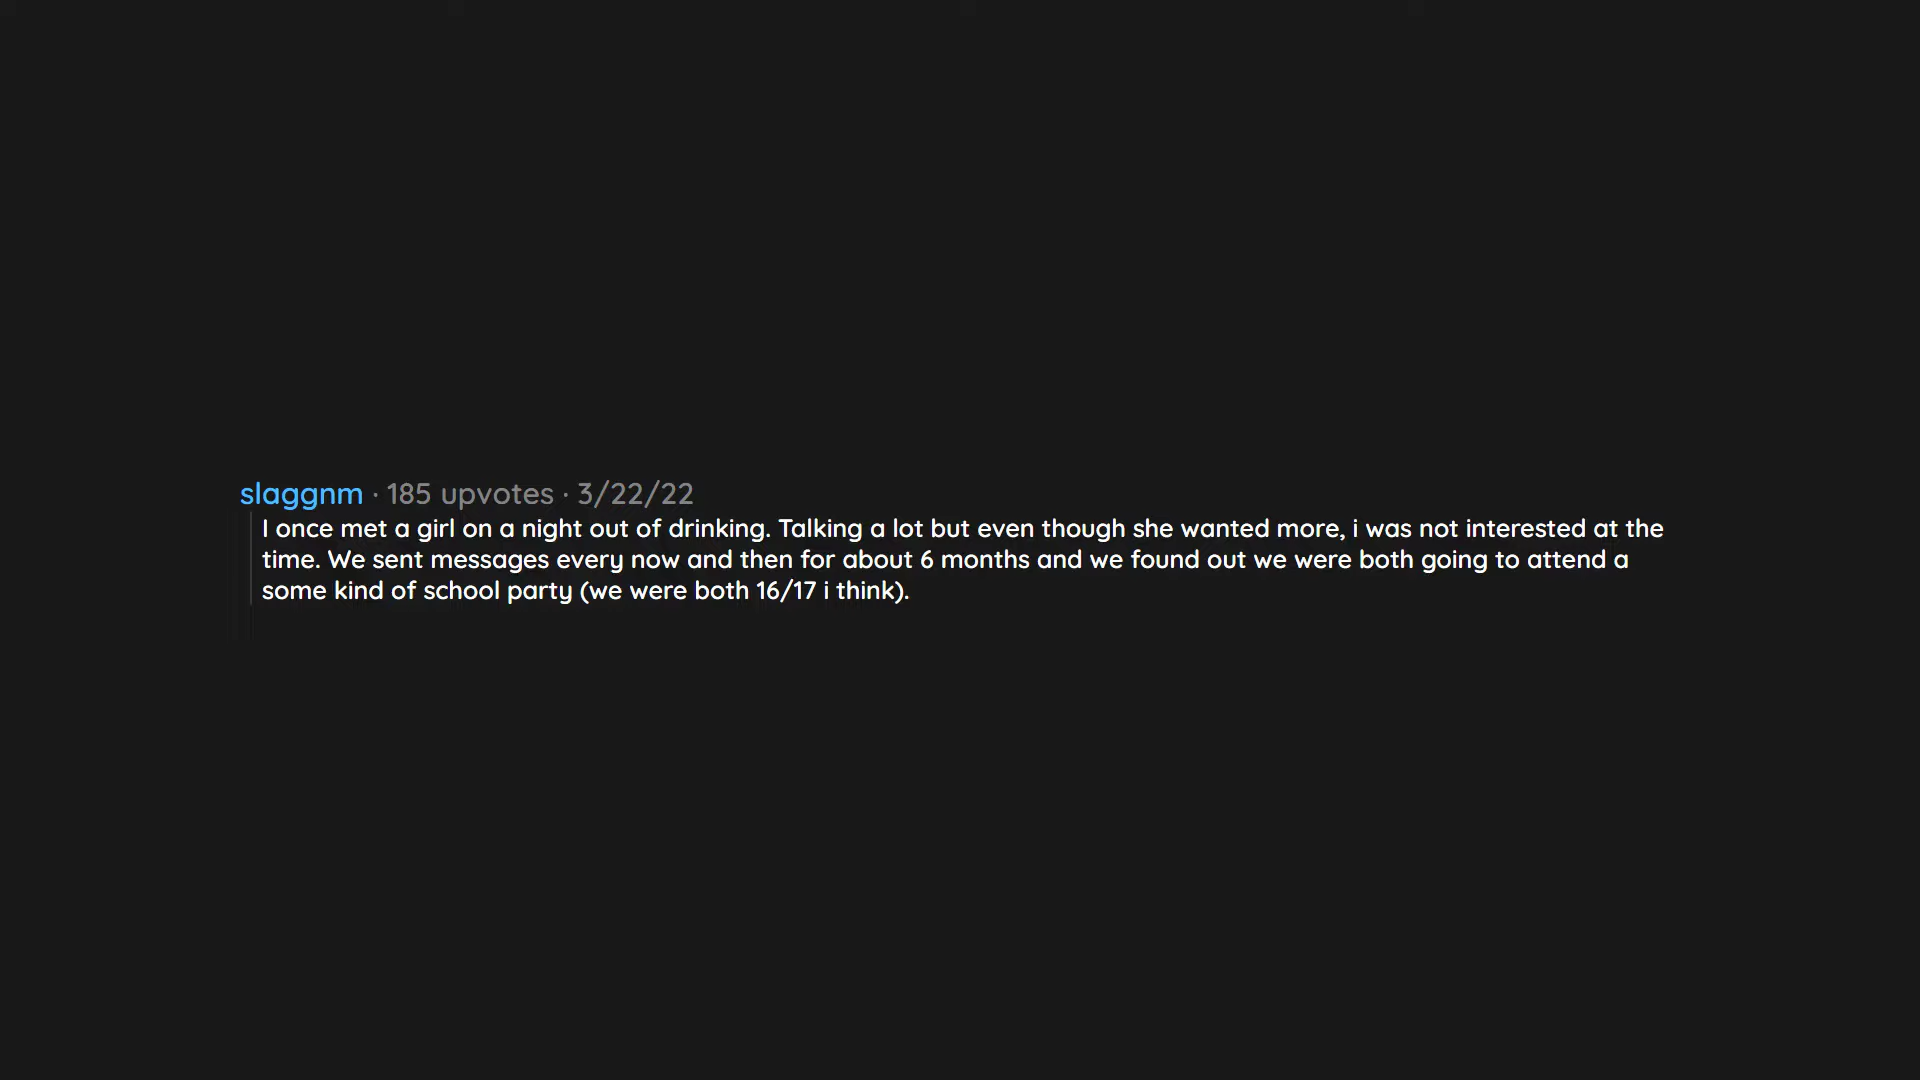 slaggnm · 185 upvotes · 3/22/22
I once met a girl on a night out of drinking. Talking a lot but even though she wanted more, i was not interested at the
time. We sent messages every now and then for about 6 months and we found out we were both going to attend a
some kind of school party (we were both 16/17 i think).